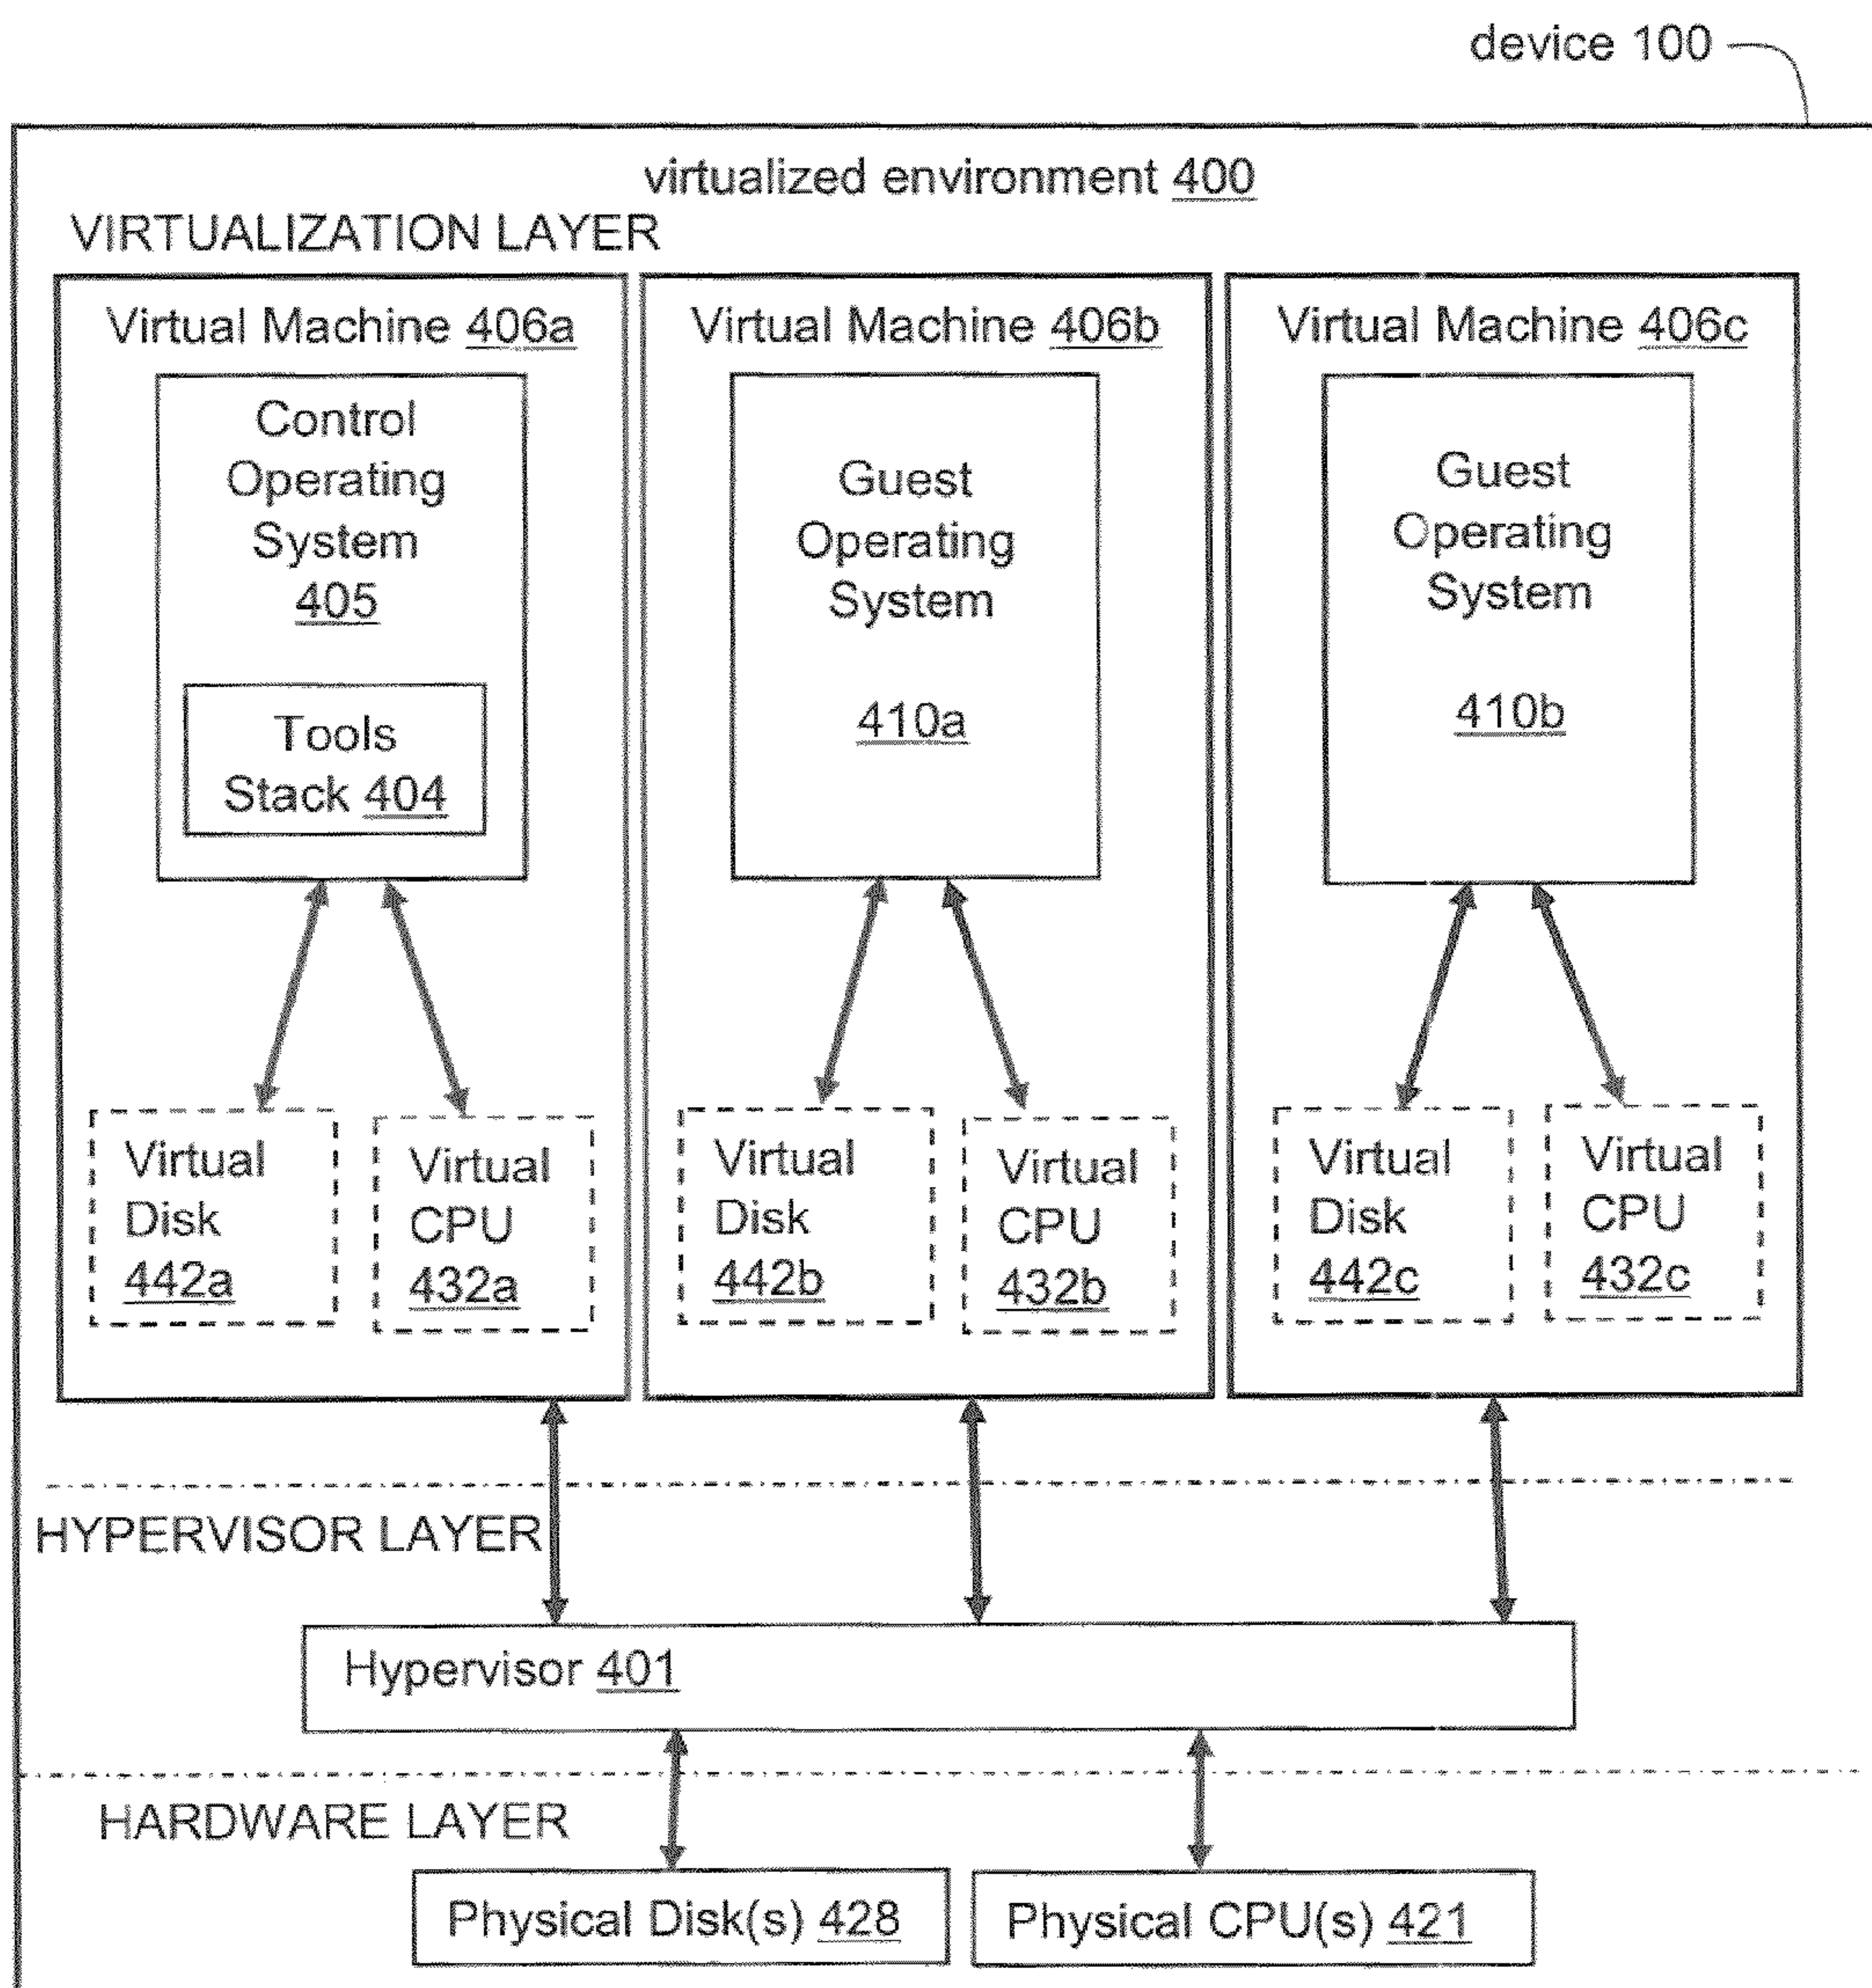 device 100
virtualized environment 400
VIRTUALIZATION LAYER
Virtual Machine 406a
Control
Operating
System
405
Tools
Stack 404
Virtual
Disk
442a
Virtual
CPU
432a
Virtual Machine 406b
Guest
Operating
System
410a
Virtual
Disk
442b
Virtual
CPU
432b
Virtual Machine 406c
Guest
Operating
System
410b
Virtual
Disk
442c
Virtual
CPU
432c
HYPERVISOR LAYER
Hypervisor 401
HARDWARE LAYER
Physical Disk(s) 428
Physical CPU(s) 421